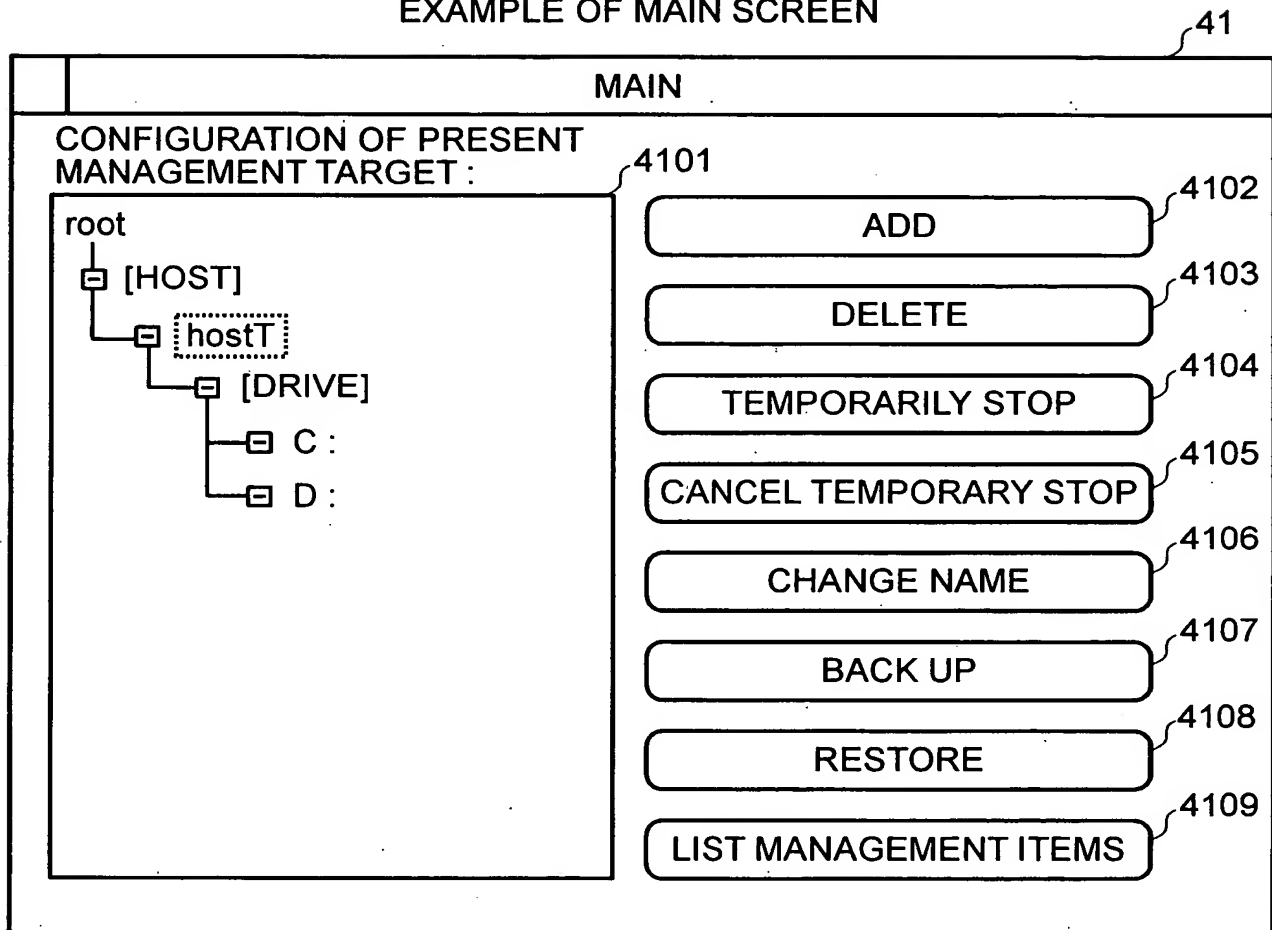 EXAMPLE OF MAIN SCREEN
41
MAIN
CONFIGURATION OF PRESENT
MANAGEMENT TARGET :
4101
root
[HOST]
hostT
[DRIVE]
C :
D :
4102
ADD
4103
DELETE
4104
TEMPORARILY STOP
4105
CANCEL TEMPORARY STOP
4106
CHANGE NAME
4107
BACK UP
4108
RESTORE
4109
LIST MANAGEMENT ITEMS